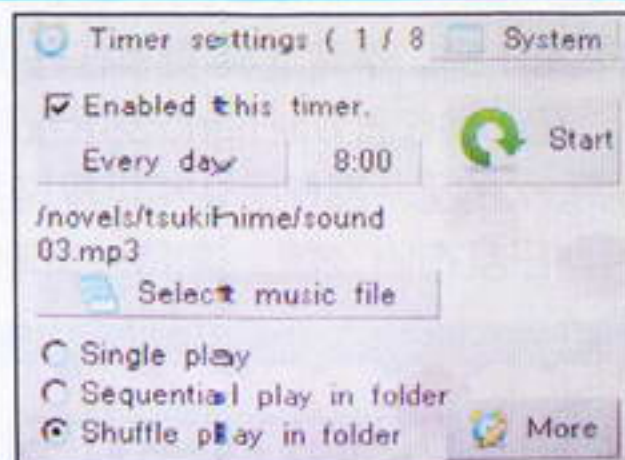 Timer settings ( 1 / 8
System
Enabled this timer.
Start
Every day
8:00
/novels/tsukihime/sound
03.mp3
Select music file
Single play
Sequential play in folder
Shuffle play in folder
More